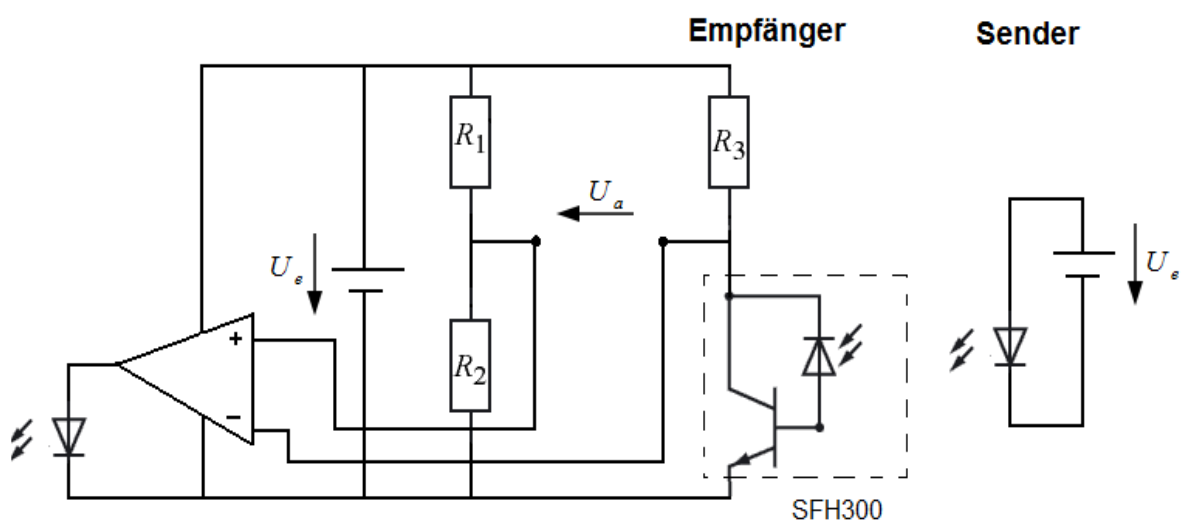 Empfänger
Sender
R1
R3
Ua
Ue
Ue
+
R2
−
SFH300